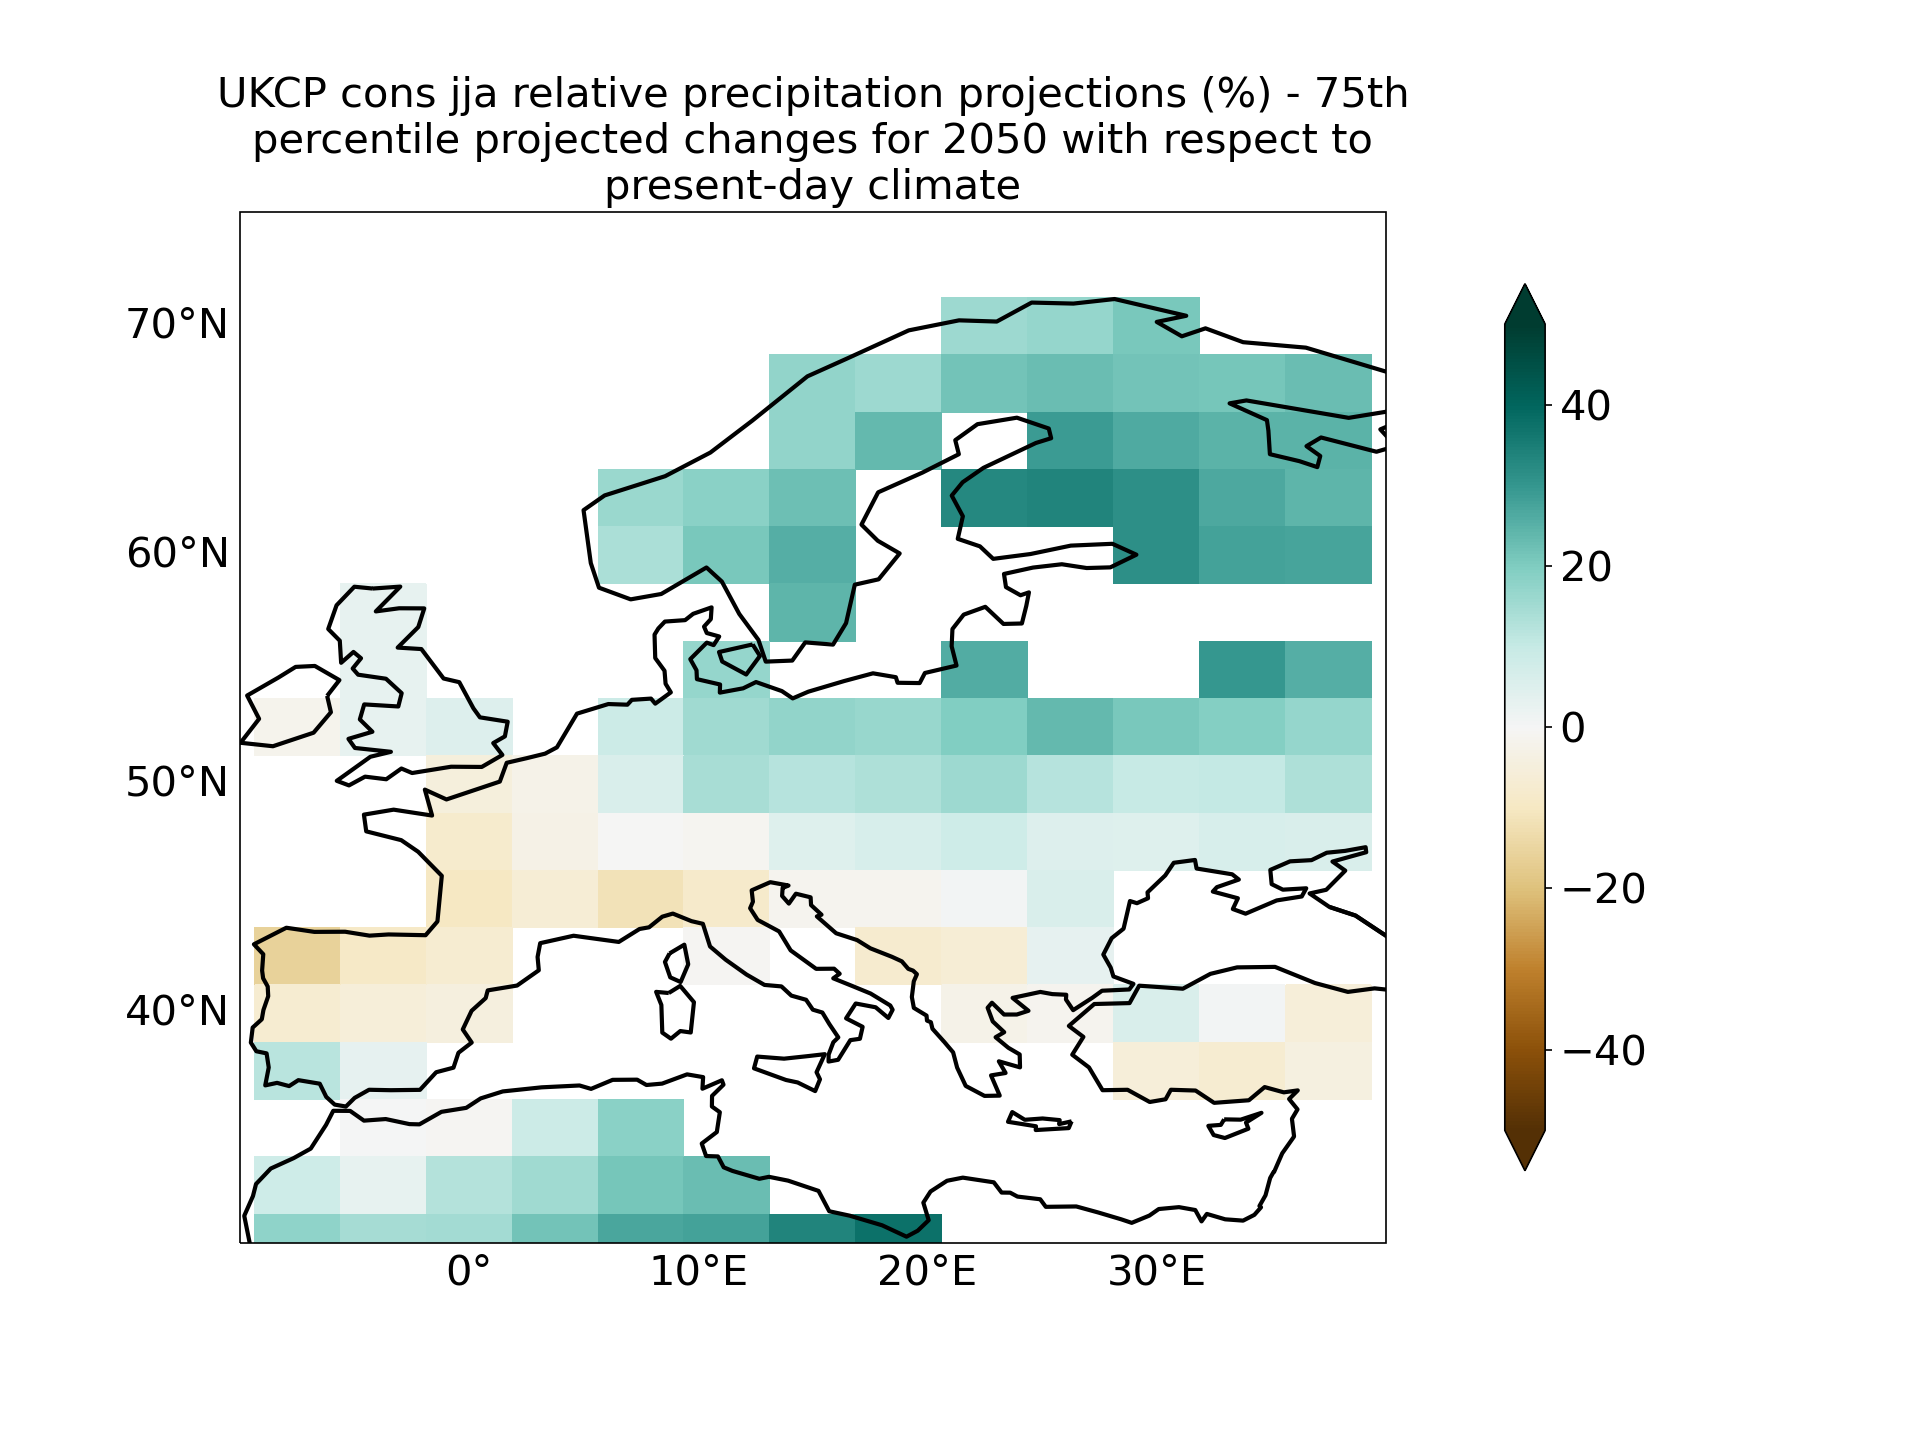 UKCP cons jja relative precipitation projections (%) - 75th
percentile projected changes for 2050 with respect to
present-day climate
70°N
60°N
50°N
40°N
0°
10°E
20°E
30°E
40
20
0
−20
−40